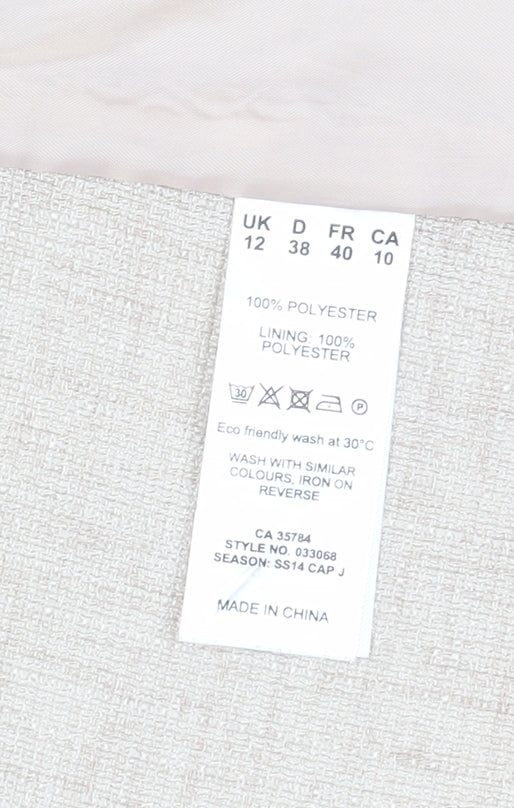 UK D FR CA
12 38 40 10
100% POLYESTER
LINING: 100%
POLYESTER
30 P
Eco friendly wash at 30°C
WASH WITH SIMILAR
COLOURS, IRON ON
REVERSE
CA 35784
STYLE NO. 033068
SEASON: SS14 CAP J
MADE IN CHINA